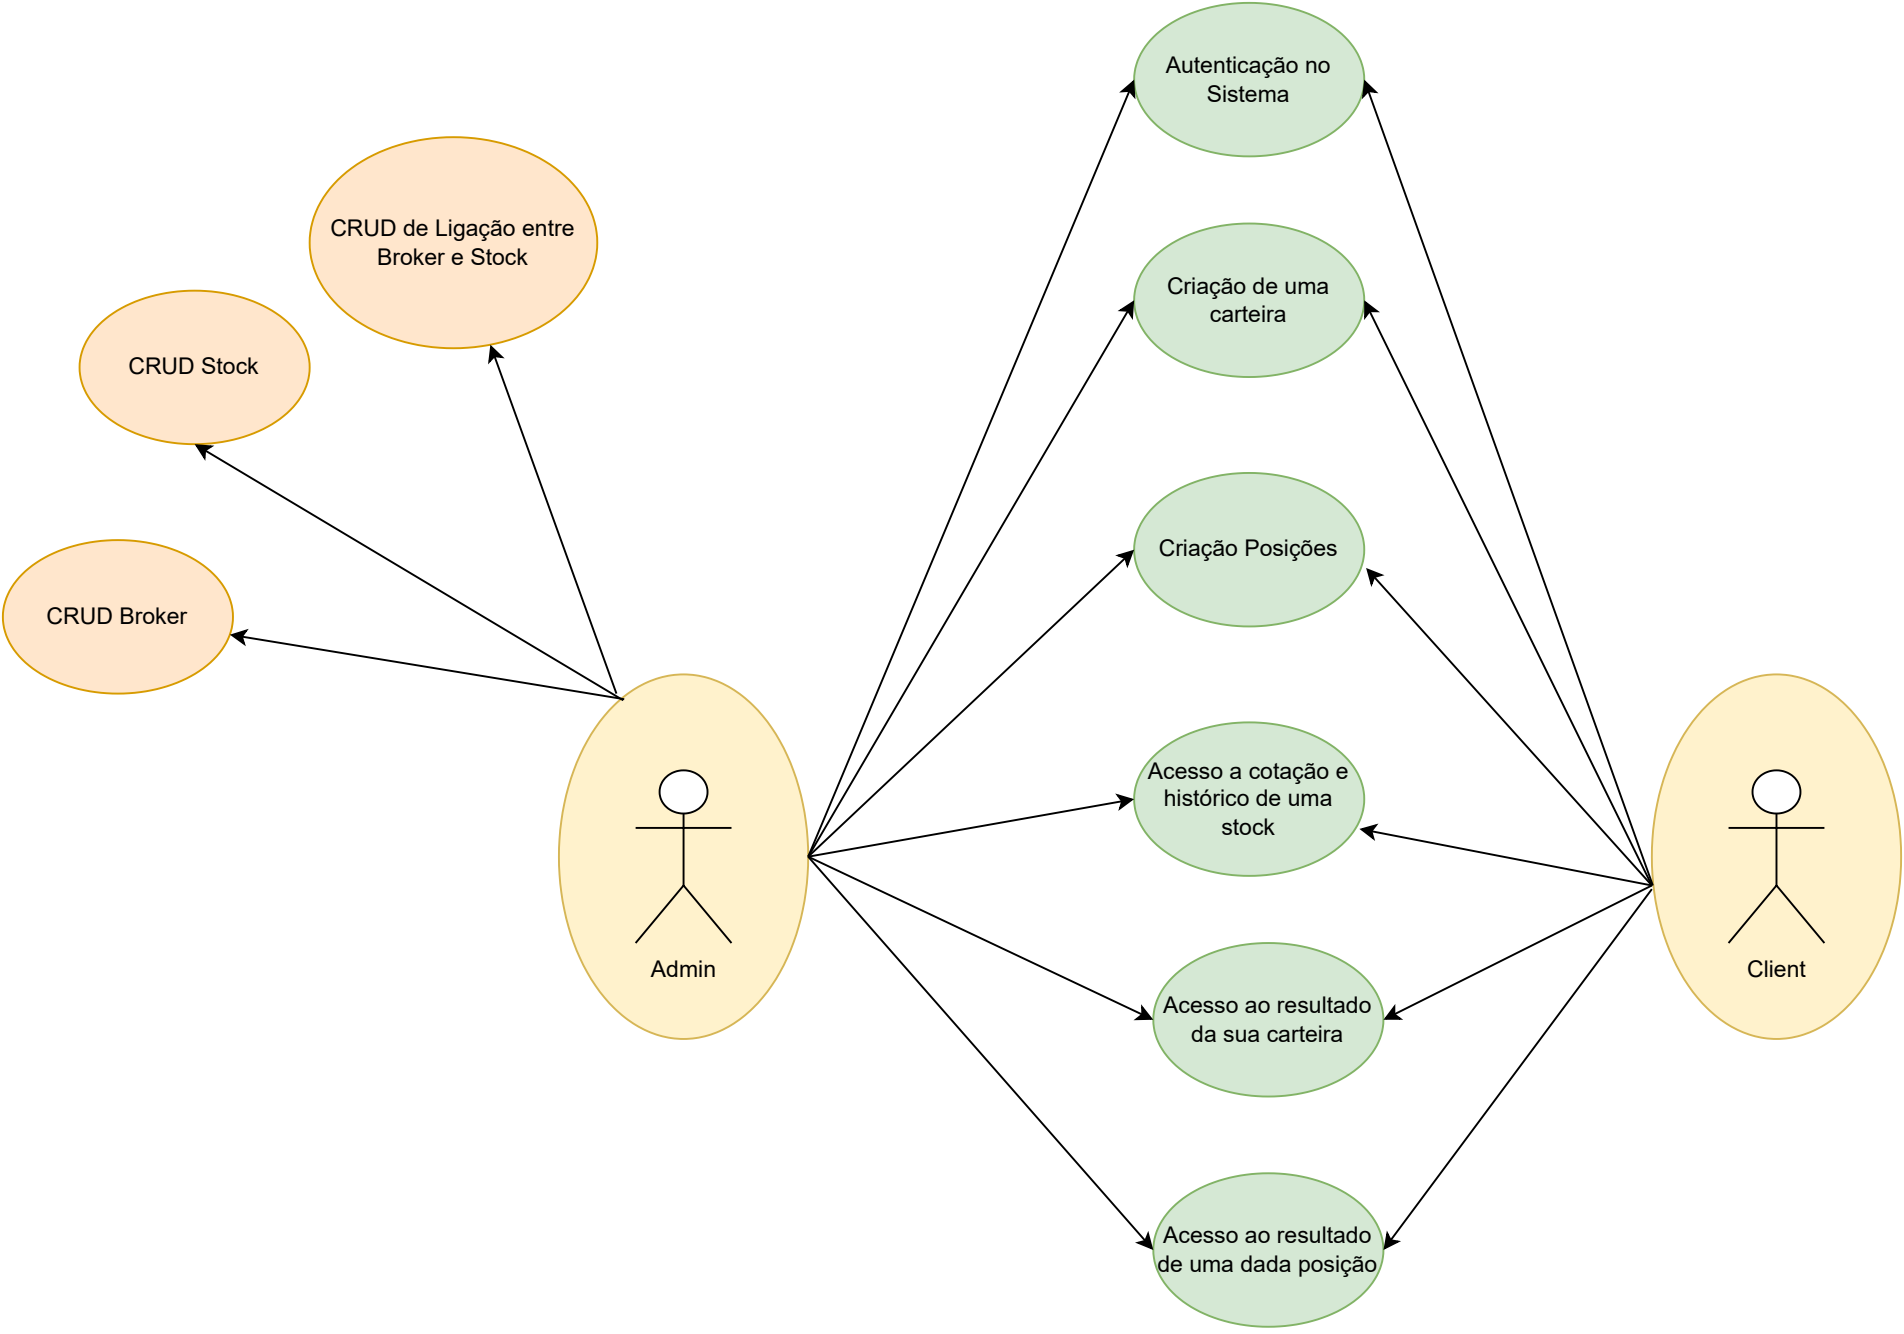 Autenticação no
Sistema
CRUD de Ligação entre
Broker e Stock
Criação de uma
carteira
CRUD Stock
Criação Posições
CRUD Broker
Acesso a cotação e
histórico de uma
stock
Admin
Client
Acesso ao resultado
da sua carteira
Acesso ao resultado
de uma dada posição